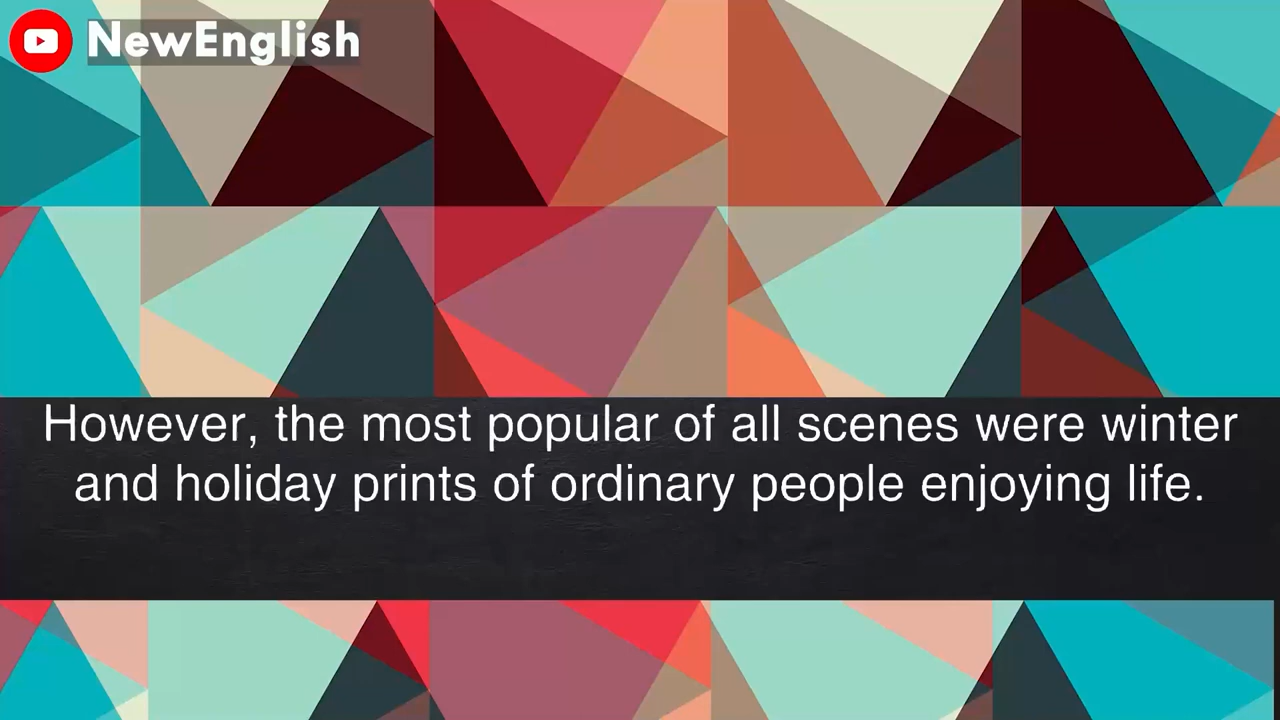 NewEnglish
However, the most popular of all scenes were winter
and holiday prints of ordinary people enjoying life.